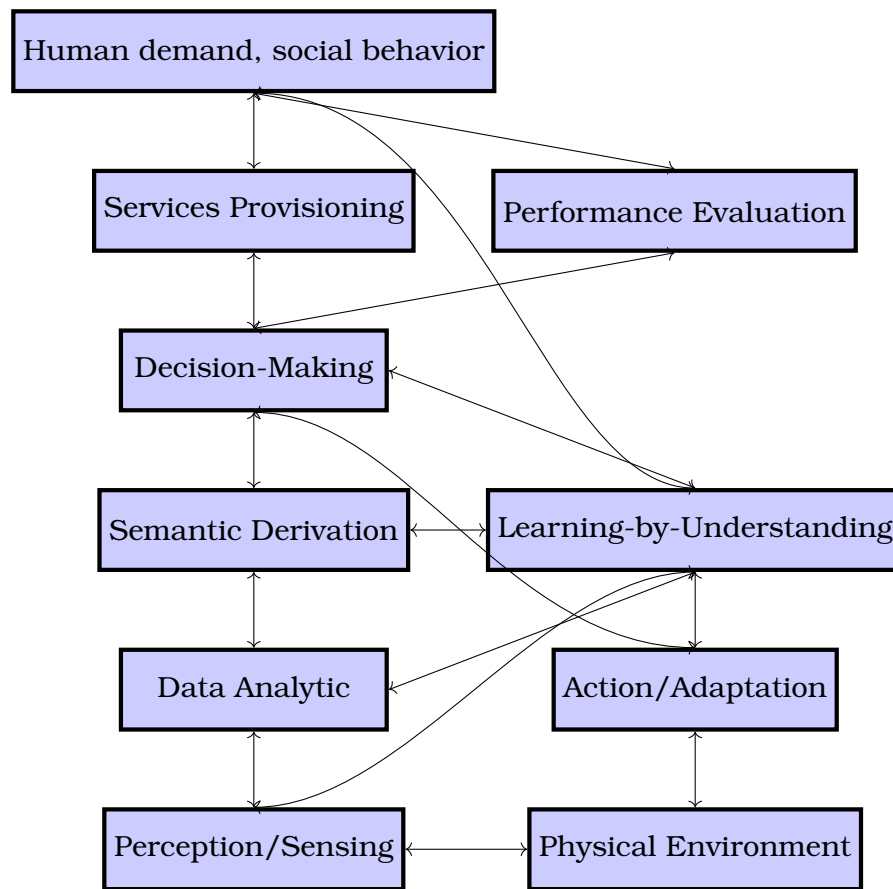 Human demand, social behavior
Services Provisioning
Performance Evaluation
Decision-Making
Semantic Derivation
Learning-by-Understanding
Data Analytic
Action/Adaptation
Perception/Sensing
Physical Environment